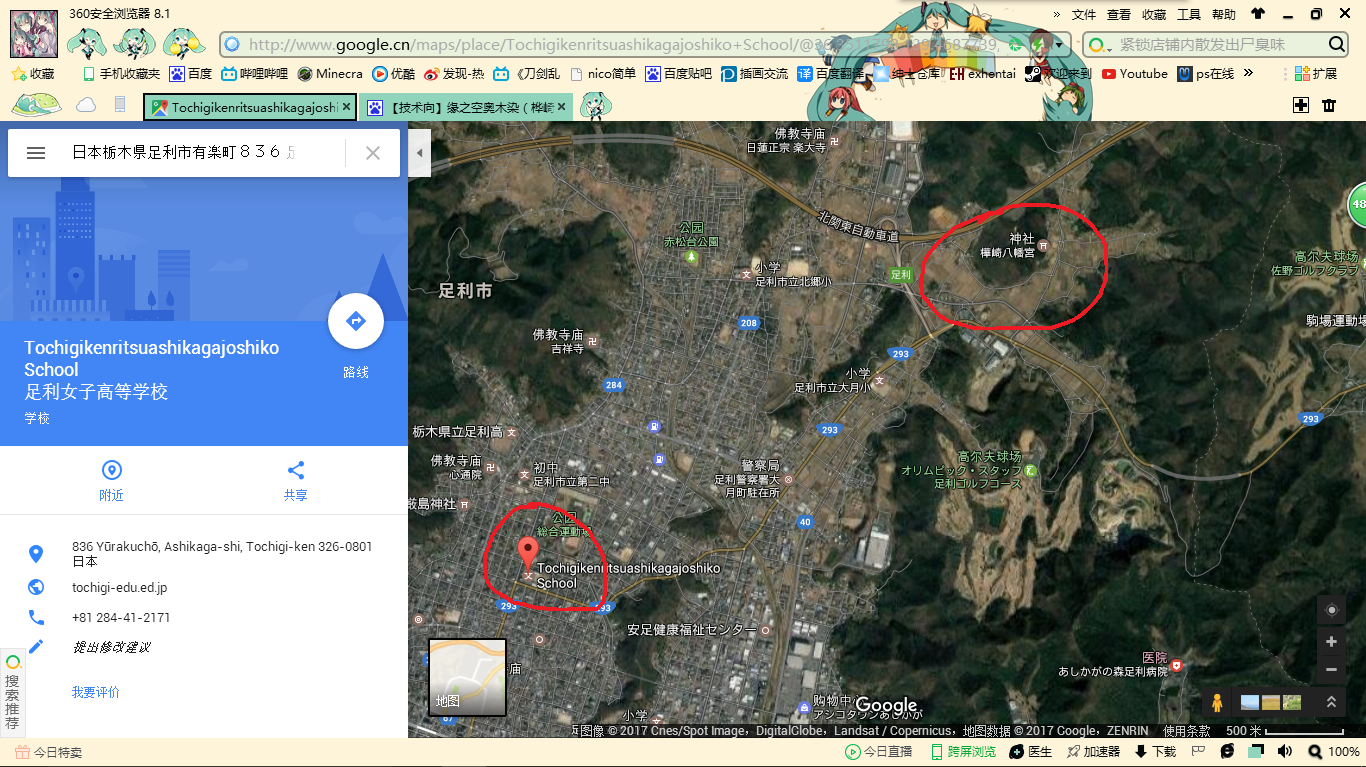 360安全浏览器 8.1
» 文件 查看 收藏 工具 帮助
http://www.google.cn/maps/place/Tochigikenritsuashikagajoshiko+School/
紧锁店铺内散发出尸臭味
收藏 手机收藏夹 百度 哔哩哔哩 Minecra 优酷 发现-热 《刀剑乱 nico简单 百度贴吧 插画交流 百度翻译 绅士仓库 exhentai 欢迎来到 Youtube ps在线 » 扩展
Tochigikenritsuashikagajoshi
【技术向】缘之空奥木染（桦崎
日本栃木県足利市有楽町８３６
Tochigikenritsuashikagajoshiko
School
足利女子高等学校
学校
路线
附近
共享
836 Yūrakuchō, Ashikaga-shi, Tochigi-ken 326-0801
日本
tochigi-edu.ed.jp
+81 284-41-2171
提出修改建议
我要评价
搜索推荐
佛教寺庙
日蓮正宗 楽大寺
北関東自動車道
公园
赤松台公園
神社
樺崎八幡宮
48
高尔夫球场
佐野ゴルフクラブ
小学
足利市立北郷小
足利
足利市
208
駒場運動場
佛教寺庙
吉祥寺
293
小学
足利市立大月小
284
293
293
栃木県立足利高
佛教寺庙
心通院
初中
足利市立第二中
警察局
足利警察署大
月町駐在所
高尔夫球场
オリムピック・スタッフ
足利ゴルフコース
厳島神社
公园
総合運動場
40
Tochigikenritsuashikagajoshiko
School
293
293
安足健康福祉センター
医院
あしかがの森足利病院
庙
地图
67
小学
购物中心
アシコタウンあしかが
Google
图像 © 2017 Cnes/Spot Image, DigitalGlobe, Landsat / Copernicus, 地图数据 © 2017 Google, ZENRIN 使用条款 500 米
今日特卖
今日直播 跨屏浏览 医生 加速器 下载 100%